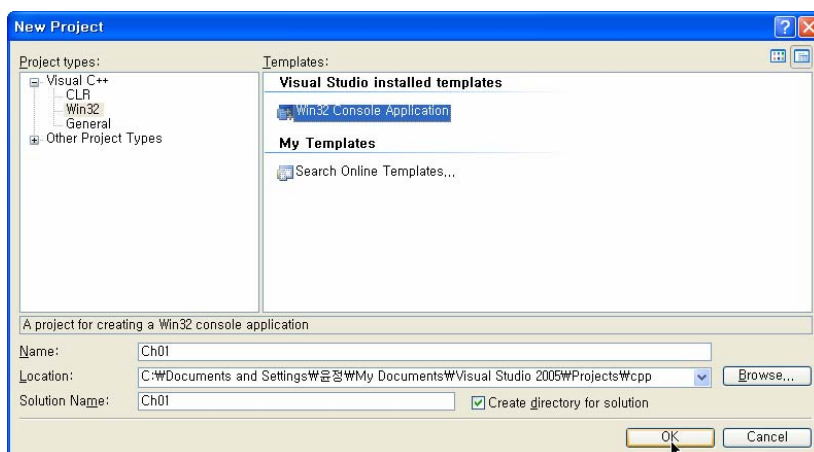 New Project
Project types:
Templates:
Visual C++
CLR
Win32
General
Other Project Types
Visual Studio installed templates
Win32 Console Application
My Templates
Search Online Templates...
A project for creating a Win32 console application
Name:
Ch01
Location:
C:₩Documents and Settings₩윤정₩My Documents₩Visual Studio 2005₩Projects₩cpp
Browse...
Solution Name:
Ch01
Create directory for solution
OK
Cancel